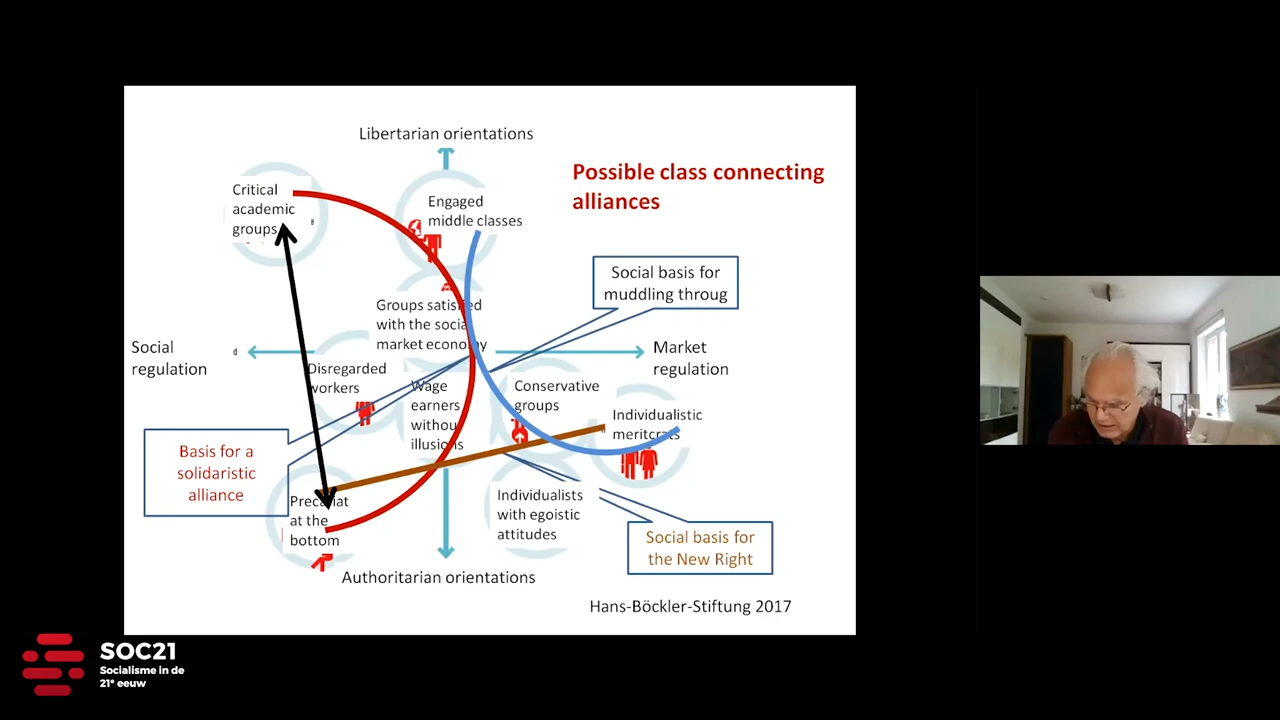 Libertarian orientations
Possible class connecting
alliances
Critical
academic
groups
Engaged
middle classes
Social basis for
muddling throug
Groups satisfied
with the social
market economy
Social
regulation
Market
regulation
Disregarded
workers
Wage
earners
without
illusions
Conservative
groups
Individualistic
meritcrats
Basis for a
solidaristic
alliance
Precariat
at the
bottom
Individualists
with egoistic
attitudes
Social basis for
the New Right
Authoritarian orientations
Hans-Böckler-Stiftung 2017
SOC21
Socialisme in de
21e eeuw